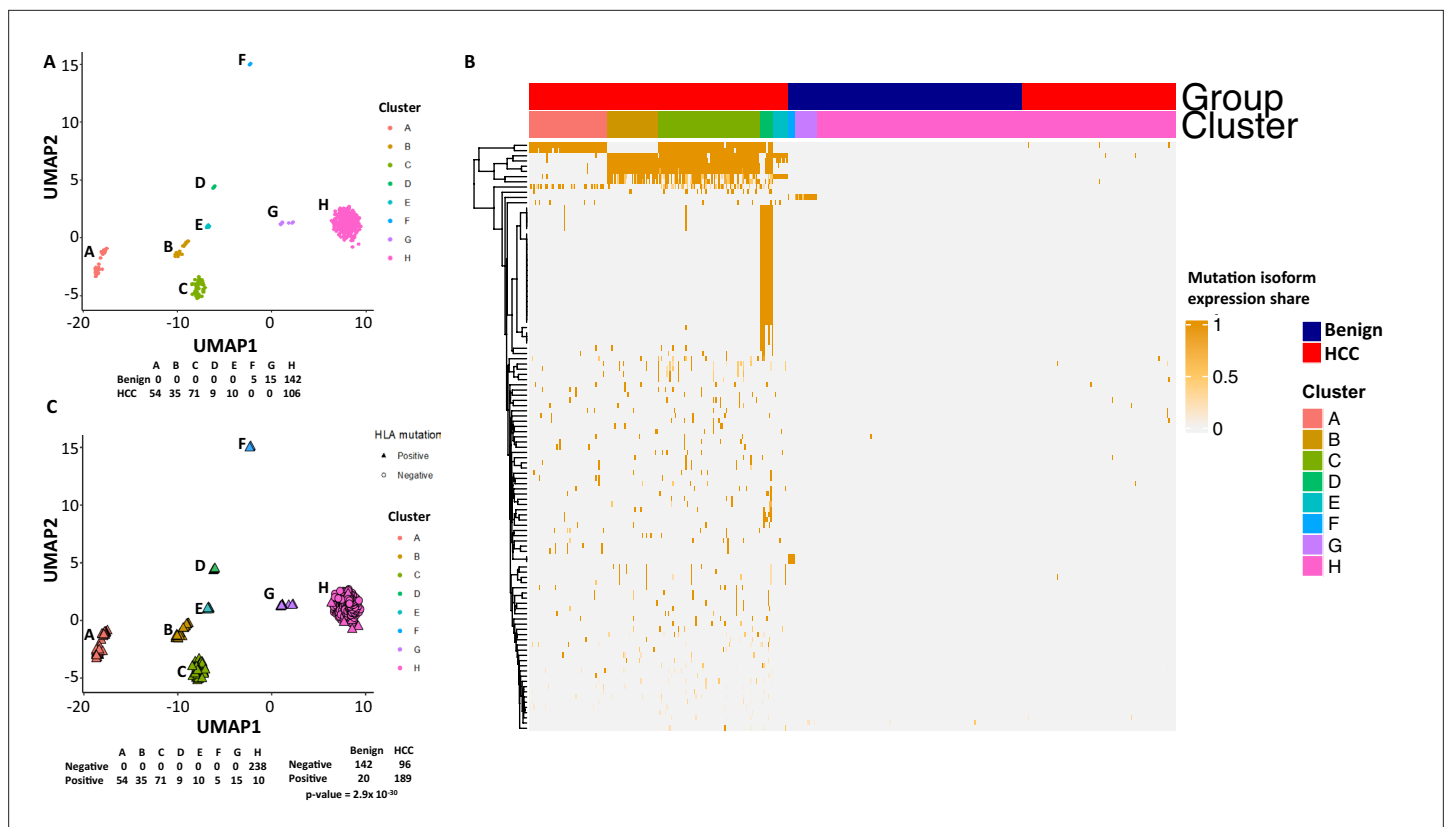 A
15
10
5
0
-5
UMAP2
-20
-10
0
10
UMAP1
F
D
E
G
H
B
A
C
Cluster
A
B
C
D
E
F
G
H
A B C D E F G H
Benign 0 0 0 0 0 5 15 142
HCC 54 35 71 9 10 0 0 106
B
Group
Cluster
Mutation isoform
expression share
1
0.5
0
Benign
HCC
Cluster
A
B
C
D
E
F
G
H
C
15
10
5
0
-5
UMAP2
-20
-10
0
10
UMAP1
F
D
E
G
H
B
A
C
HLA mutation
Positive
Negative
Cluster
A
B
C
D
E
F
G
H
A B C D E F G H
Negative 0 0 0 0 0 0 0 238
Positive 54 35 71 9 10 5 15 10
Benign HCC
Negative 142 96
Positive 20 189
p-value = 2.9x 10-30